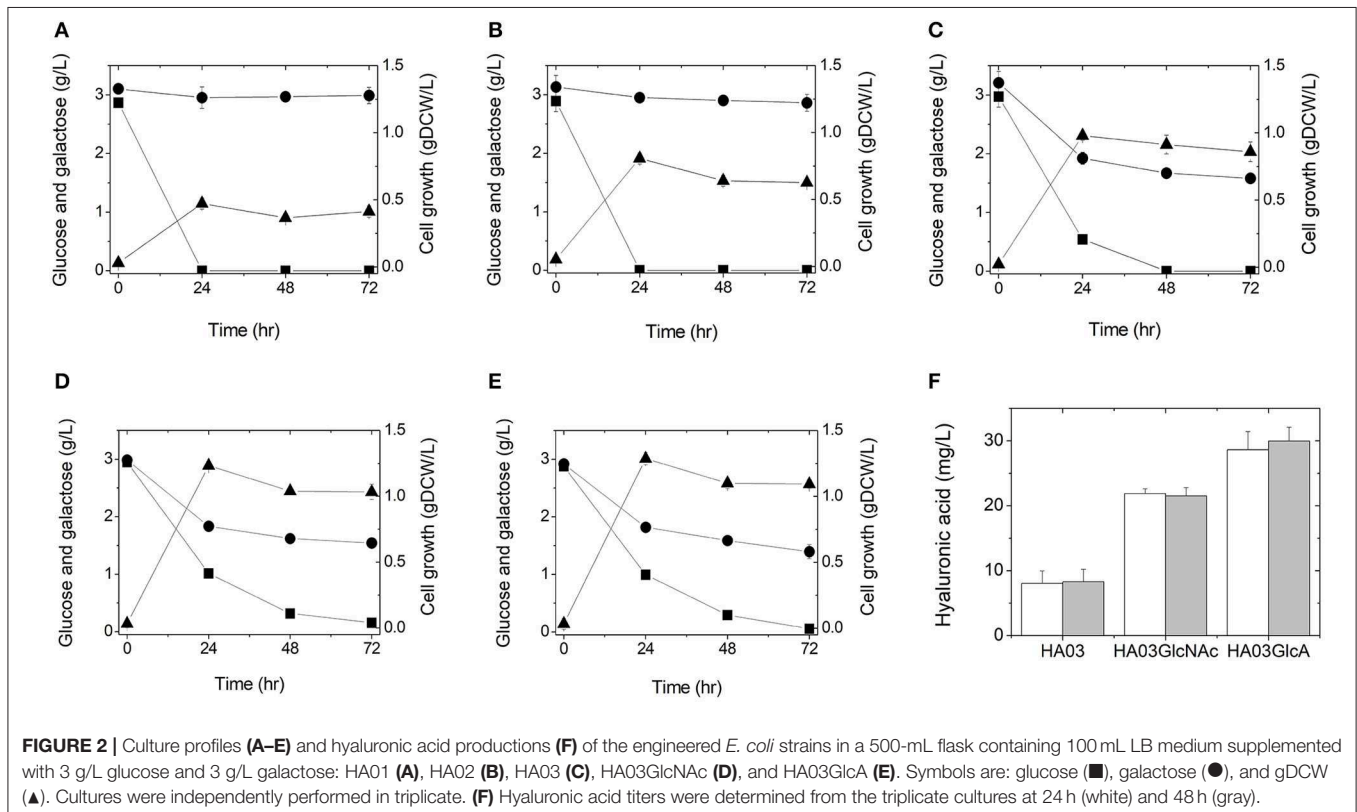 A
B
C
Glucose and galactose (g/L)
3
2
1
0
1.5
1.0
0.5
0.0
Cell growth (gDCW/L)
0 24 48 72
Time (hr)
Glucose and galactose (g/L)
3
2
1
0
1.5
1.0
0.5
0.0
Cell growth (gDCW/L)
0 24 48 72
Time (hr)
Glucose and galactose (g/L)
3
2
1
0
1.5
1.0
0.5
0.0
Cell growth (gDCW/L)
0 24 48 72
Time (hr)
D
E
F
Glucose and galactose (g/L)
3
2
1
0
1.5
1.0
0.5
0.0
Cell growth (gDCW/L)
0 24 48 72
Time (hr)
Glucose and galactose (g/L)
3
2
1
0
1.5
1.0
0.5
0.0
Cell growth (gDCW/L)
0 24 48 72
Time (hr)
Hyaluronic acid (mg/L)
30
20
10
0
HA03 HA03GlcNAc HA03GlcA
FIGURE 2 | Culture profiles (A–E) and hyaluronic acid productions (F) of the engineered E. coli strains in a 500-mL flask containing 100 mL LB medium supplemented
with 3 g/L glucose and 3 g/L galactose: HA01 (A), HA02 (B), HA03 (C), HA03GlcNAc (D), and HA03GlcA (E). Symbols are: glucose (■), galactose (●), and gDCW
(▲). Cultures were independently performed in triplicate. (F) Hyaluronic acid titers were determined from the triplicate cultures at 24 h (white) and 48 h (gray).